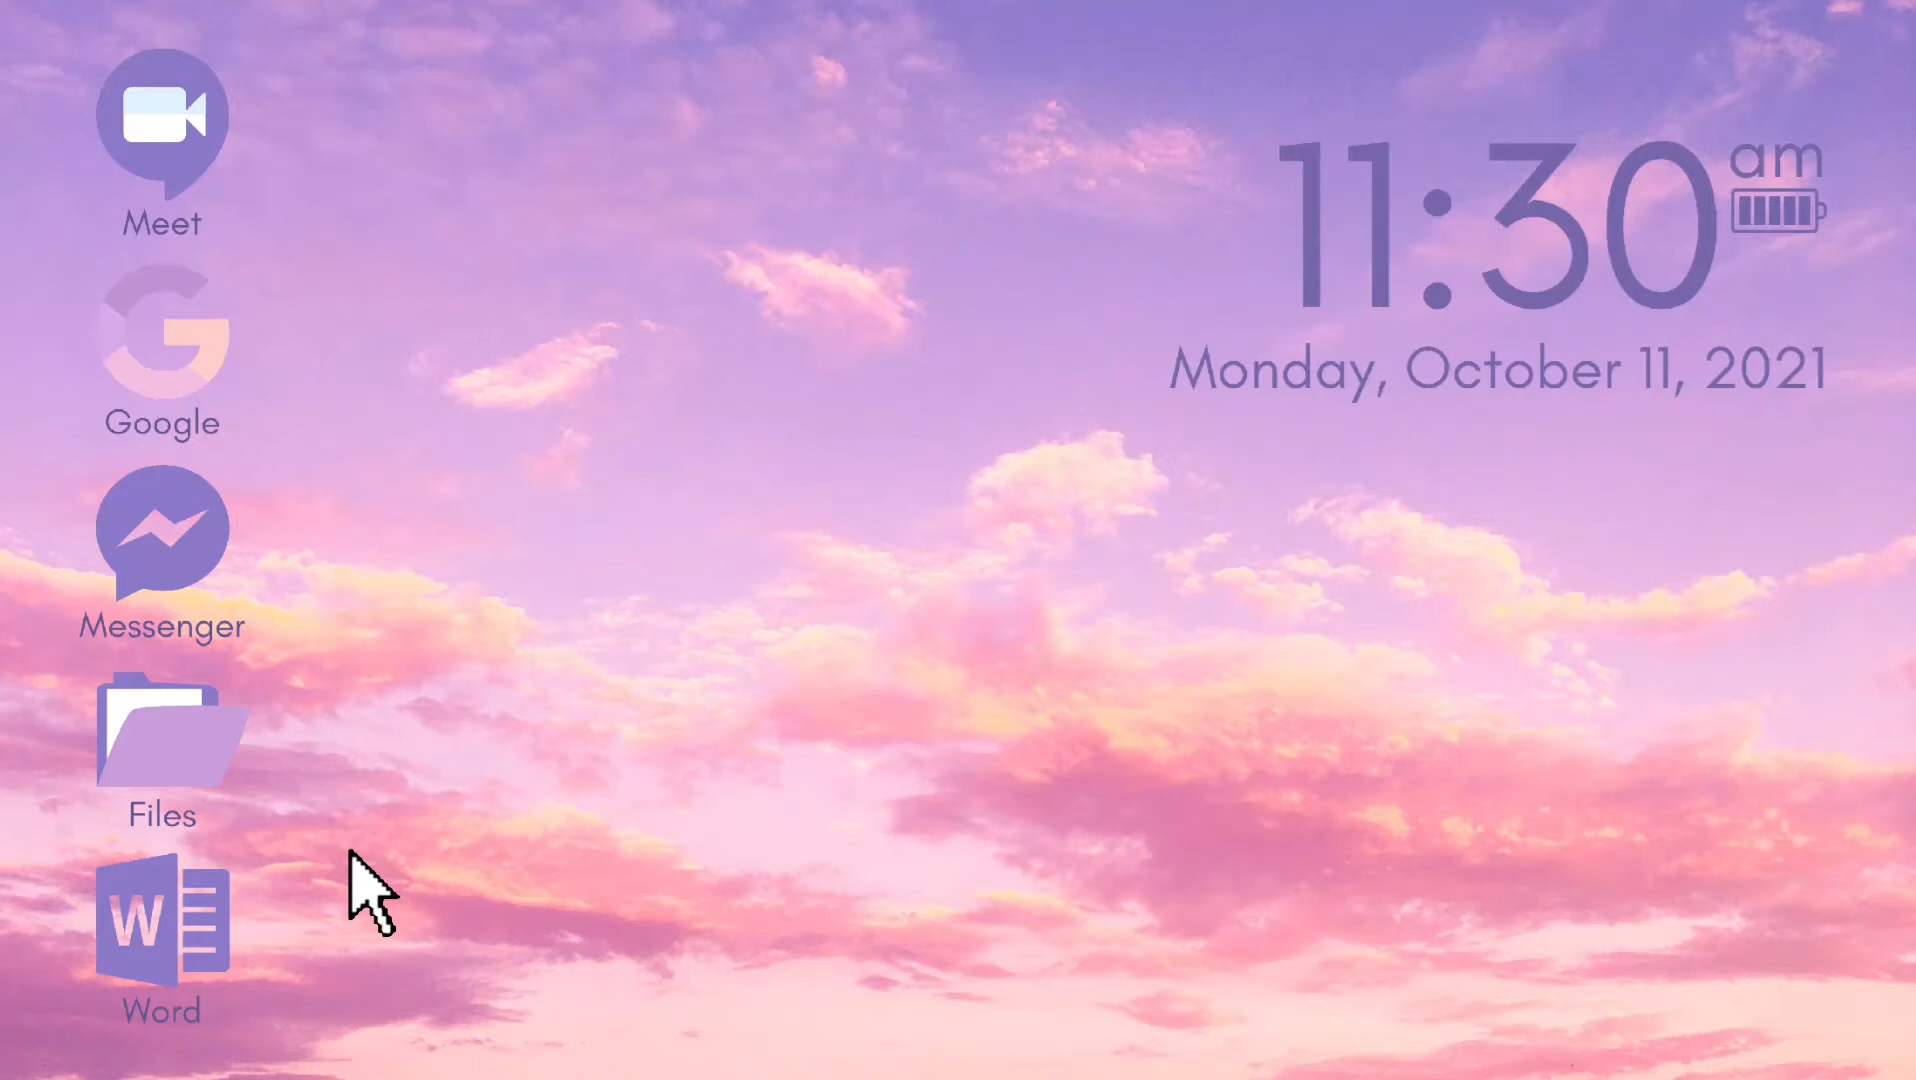 Meet
Google
Messenger
Files
W
Word
11:30 am
Monday, October 11, 2021